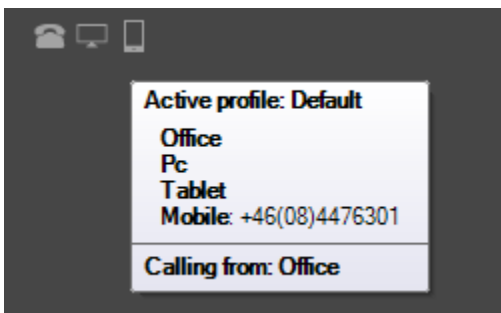 Active profile: Default
Office
Pc
Tablet
Mobile: +46(08)4476301
Calling from: Office